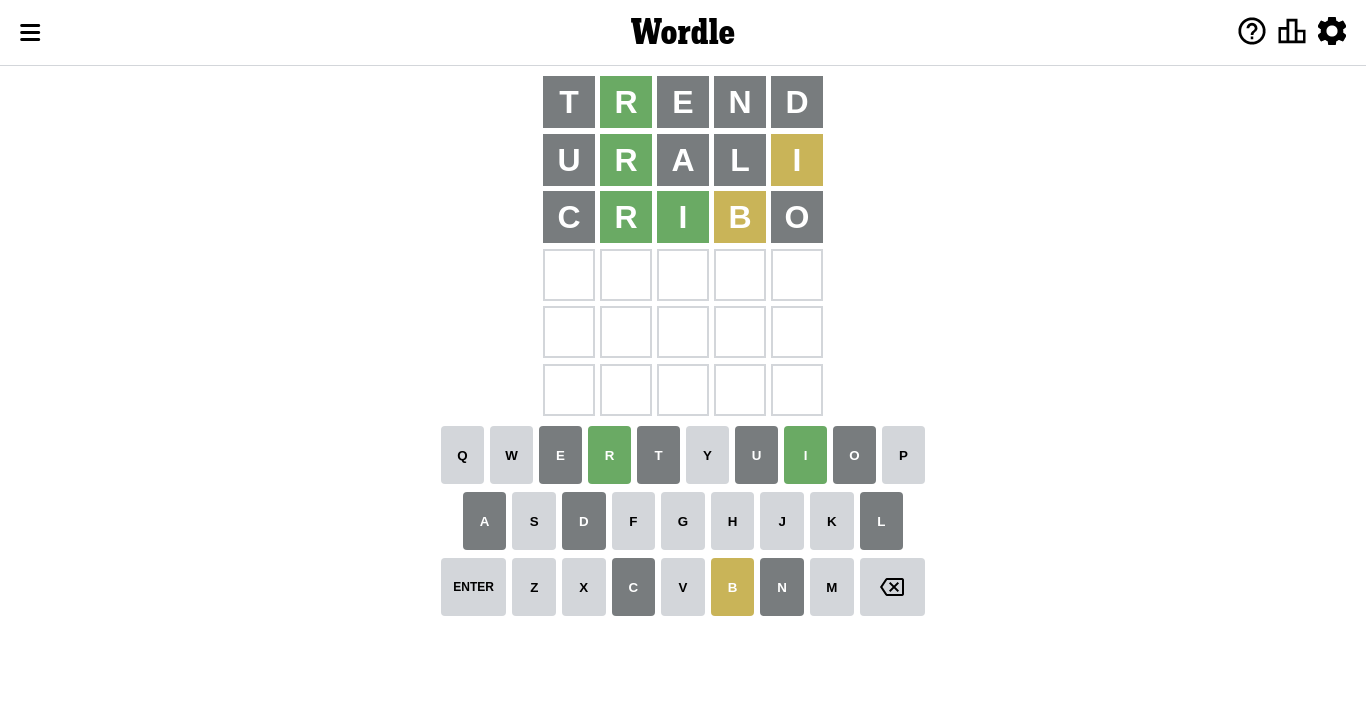 Wordle
T R E N D
U R A L I
C R I B O
Q W E R T Y U I O P
A S D F G H J K L
ENTER Z X C V B N M